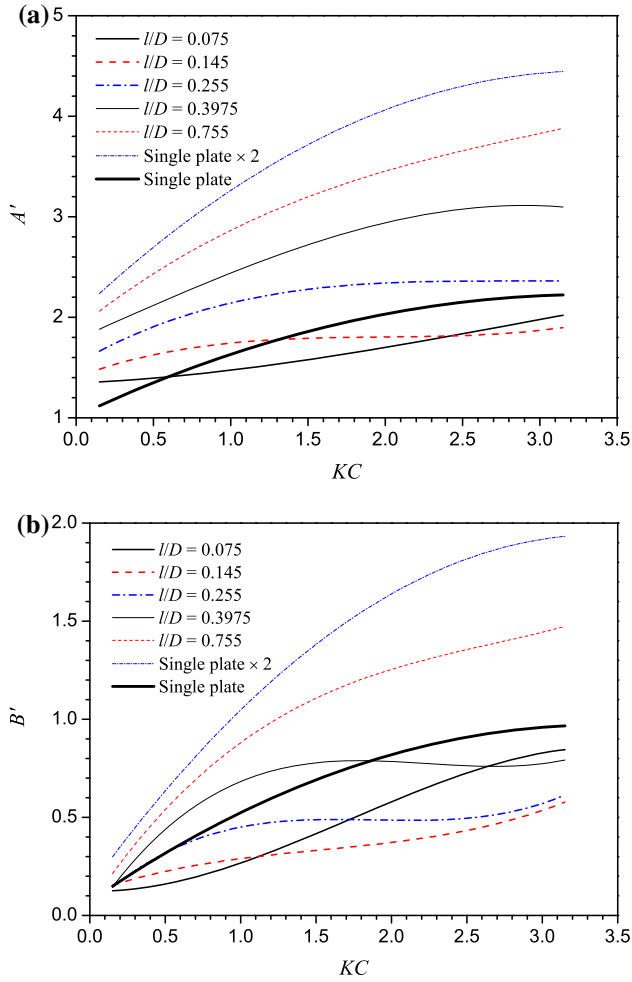 (a)
5
4
3
2
1
A′
l/D = 0.075
l/D = 0.145
l/D = 0.255
l/D = 0.3975
l/D = 0.755
Single plate × 2
Single plate
0.0 0.5 1.0 1.5 2.0 2.5 3.0 3.5
KC
(b)
2.0
1.5
1.0
0.5
0.0
B′
l/D = 0.075
l/D = 0.145
l/D = 0.255
l/D = 0.3975
l/D = 0.755
Single plate × 2
Single plate
0.0 0.5 1.0 1.5 2.0 2.5 3.0 3.5
KC